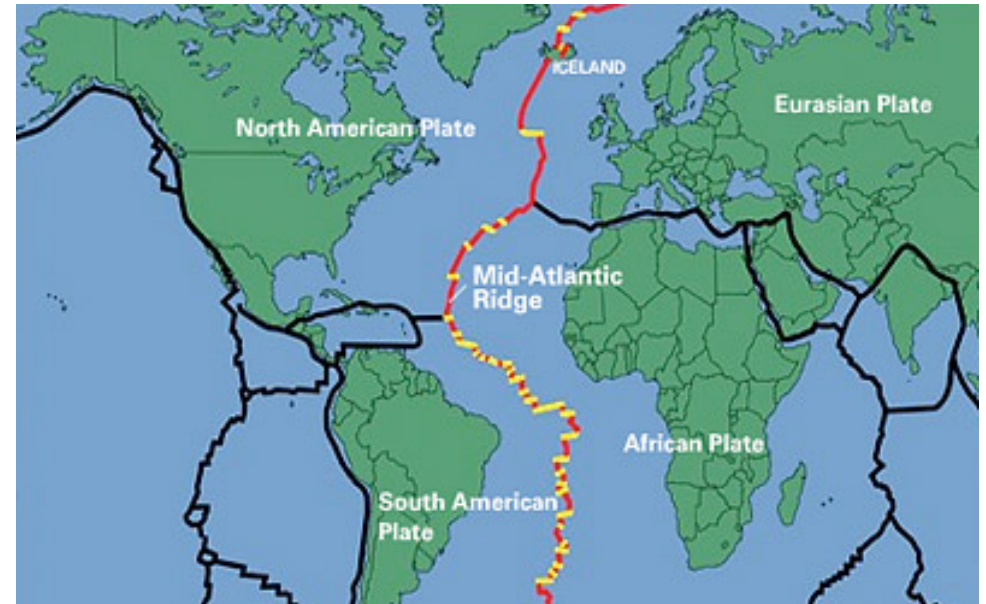 ICELAND
Eurasian Plate
North American Plate
Mid-Atlantic
Ridge
African Plate
South American
Plate